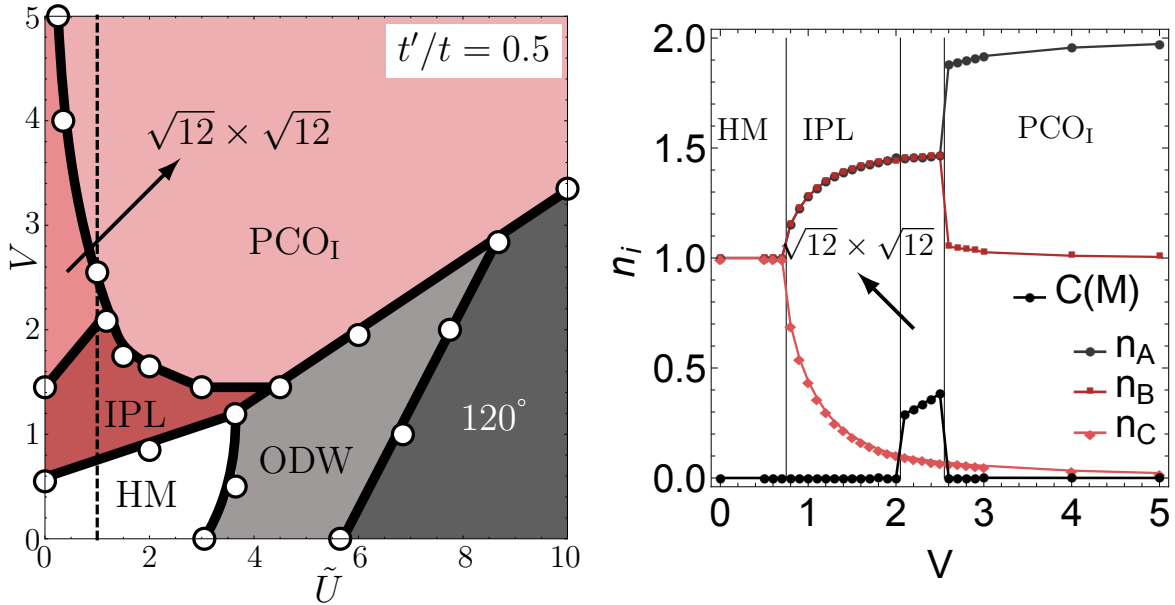 t′/t = 0.5
√12 × √12
PCO_I
IPL
ODW
120°
HM
V
5
4
3
2
1
0
0 2 4 6 8 10
Ũ
HM IPL PCO_I
√12 × √12
C(M)
n_A
n_B
n_C
n_i
2.0
1.5
1.0
0.5
0.0
0 1 2 3 4 5
V